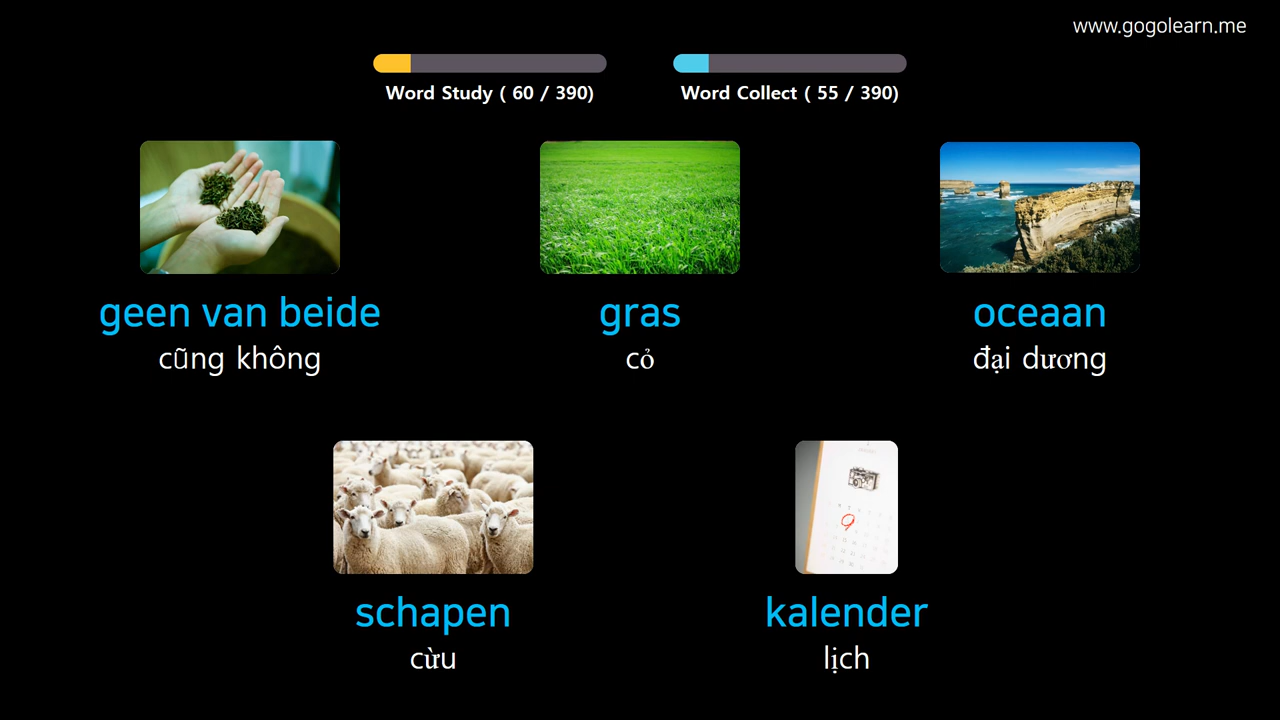 www.gogolearn.me
Word Study ( 60 / 390)
Word Collect ( 55 / 390)
geen van beide
cũng không
gras
cỏ
oceaan
đại dương
schapen
cừu
kalender
lịch